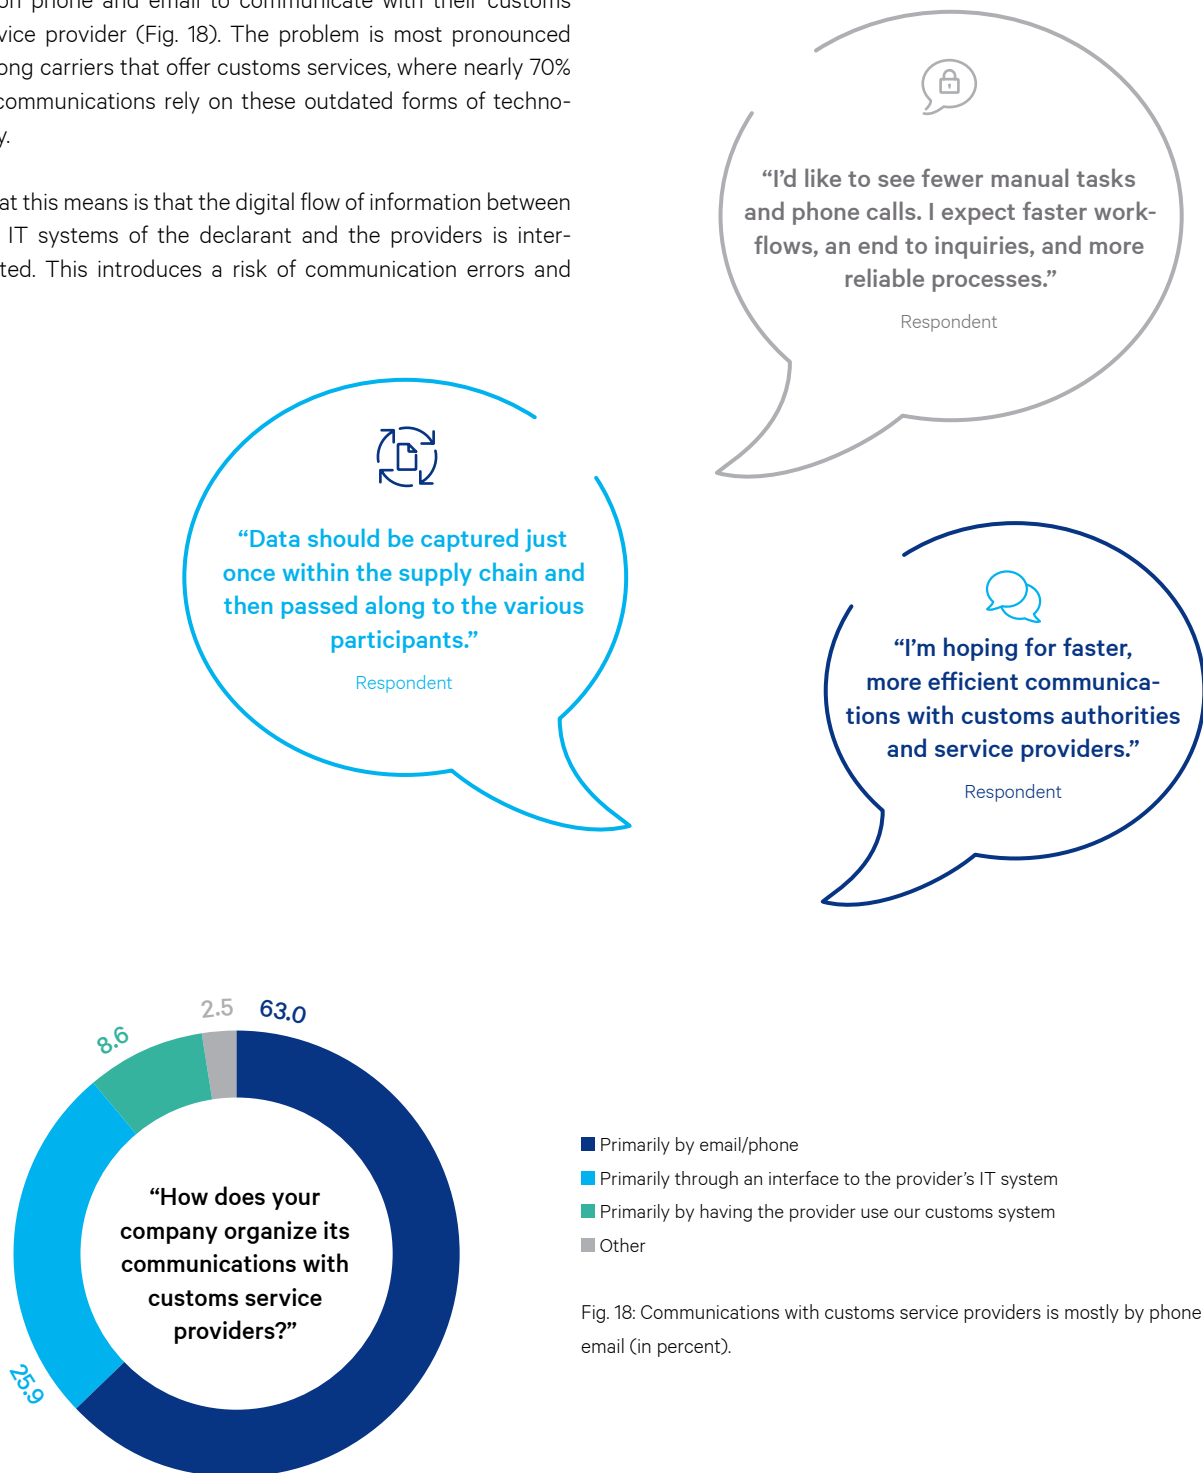 on phone and email to communicate with their customs
vice provider (Fig. 18). The problem is most pronounced
ong carriers that offer customs services, where nearly 70%
communications rely on these outdated forms of techno-
y.
at this means is that the digital flow of information between
IT systems of the declarant and the providers is inter-
ted. This introduces a risk of communication errors and
“I’d like to see fewer manual tasks
and phone calls. I expect faster work-
flows, an end to inquiries, and more
reliable processes.”
Respondent
“Data should be captured just
once within the supply chain and
then passed along to the various
participants.”
Respondent
“I’m hoping for faster,
more efficient communica-
tions with customs authorities
and service providers.”
Respondent
2.5
63.0
8.6
25.9
“How does your
company organize its
communications with
customs service
providers?”
Primarily by email/phone
Primarily through an interface to the provider’s IT system
Primarily by having the provider use our customs system
Other
Fig. 18: Communications with customs service providers is mostly by phone
email (in percent).